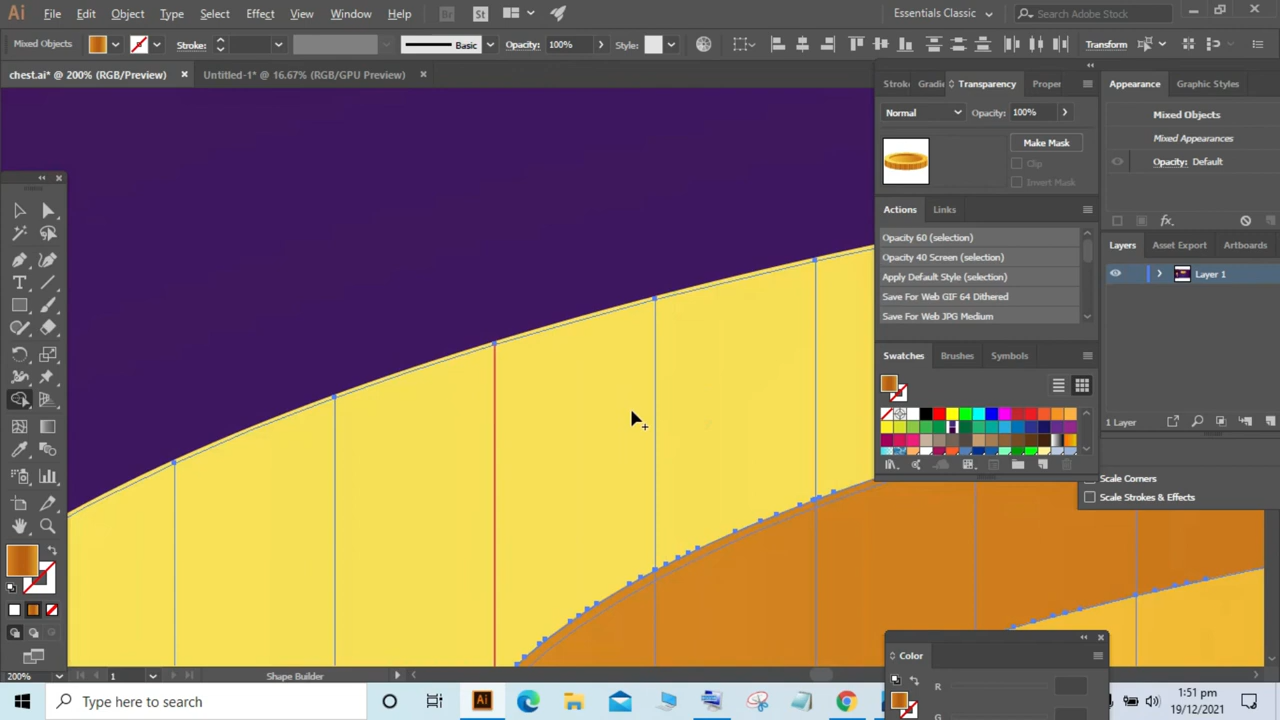 Ai File Edit Object Type Select Effect View Window Help Br St Essentials Classic Search Adobe Stock
Mixed Objects Stroke: Basic Opacity: 100% Style: Transform
chest.ai* @ 200% (RGB/Preview) Untitled-1* @ 16.67% (RGB/GPU Preview)
Stroke Gradie Transparency Proper Appearance Graphic Styles
Normal Opacity: 100% Mixed Objects
Make Mask Mixed Appearances
Clip Opacity: Default
Invert Mask
Actions Links
Opacity 60 (selection) Layers Asset Export Artboards
Opacity 40 Screen (selection)
Apply Default Style (selection) Layer 1
Save For Web GIF 64 Dithered
Save For Web JPG Medium
Swatches Brushes Symbols
1 Layer
Scale Corners
Scale Strokes & Effects
Color
R
G
200% 1 Shape Builder
Type here to search Ai 1:51 pm
19/12/2021